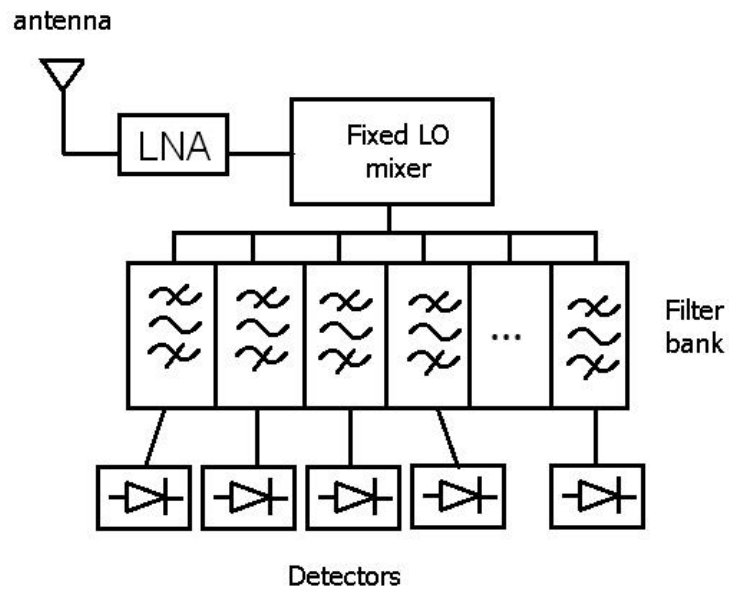 antenna
LNA
Fixed LO
mixer
...
Filter
bank
Detectors